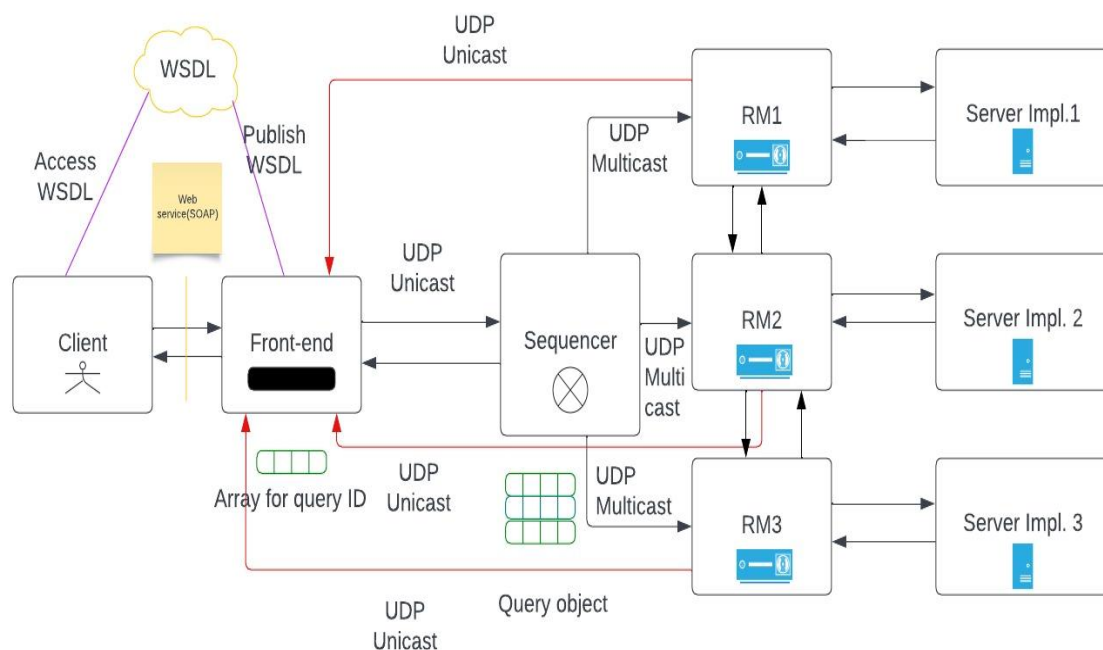 UDP
Unicast
WSDL
Publish
WSDL
Access
WSDL
Web
service(SOAP)
UDP
Multicast
RM1
Server Impl.1
UDP
Unicast
Client
Front-end
Sequencer
RM2
Server Impl. 2
UDP
Multi
cast
Array for query ID
UDP
Unicast
UDP
Multicast
RM3
Server Impl. 3
Query object
UDP
Unicast